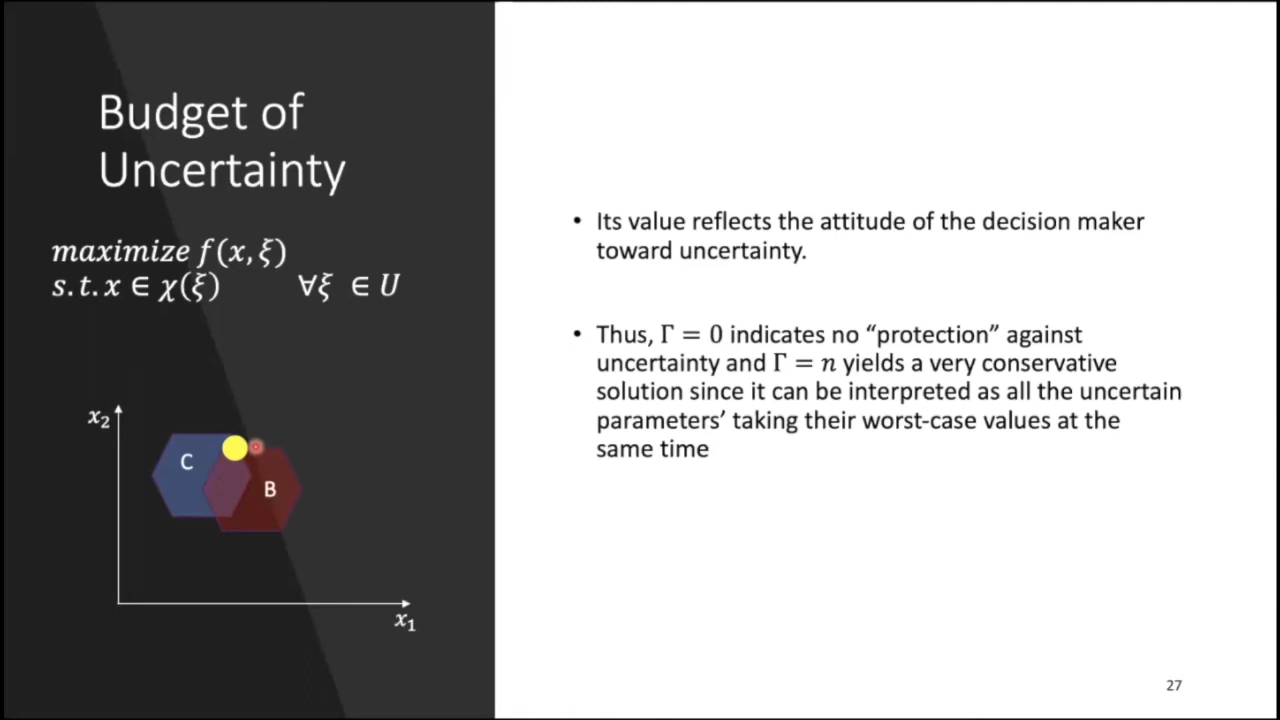 Budget of
Uncertainty
maximize f(x, ξ)
s.t. x ∈ χ(ξ) ∀ξ ∈ U
x₂
C
B
x₁
• Its value reflects the attitude of the decision maker
toward uncertainty.
• Thus, Γ = 0 indicates no “protection” against
uncertainty and Γ = n yields a very conservative
solution since it can be interpreted as all the uncertain
parameters’ taking their worst-case values at the
same time
27